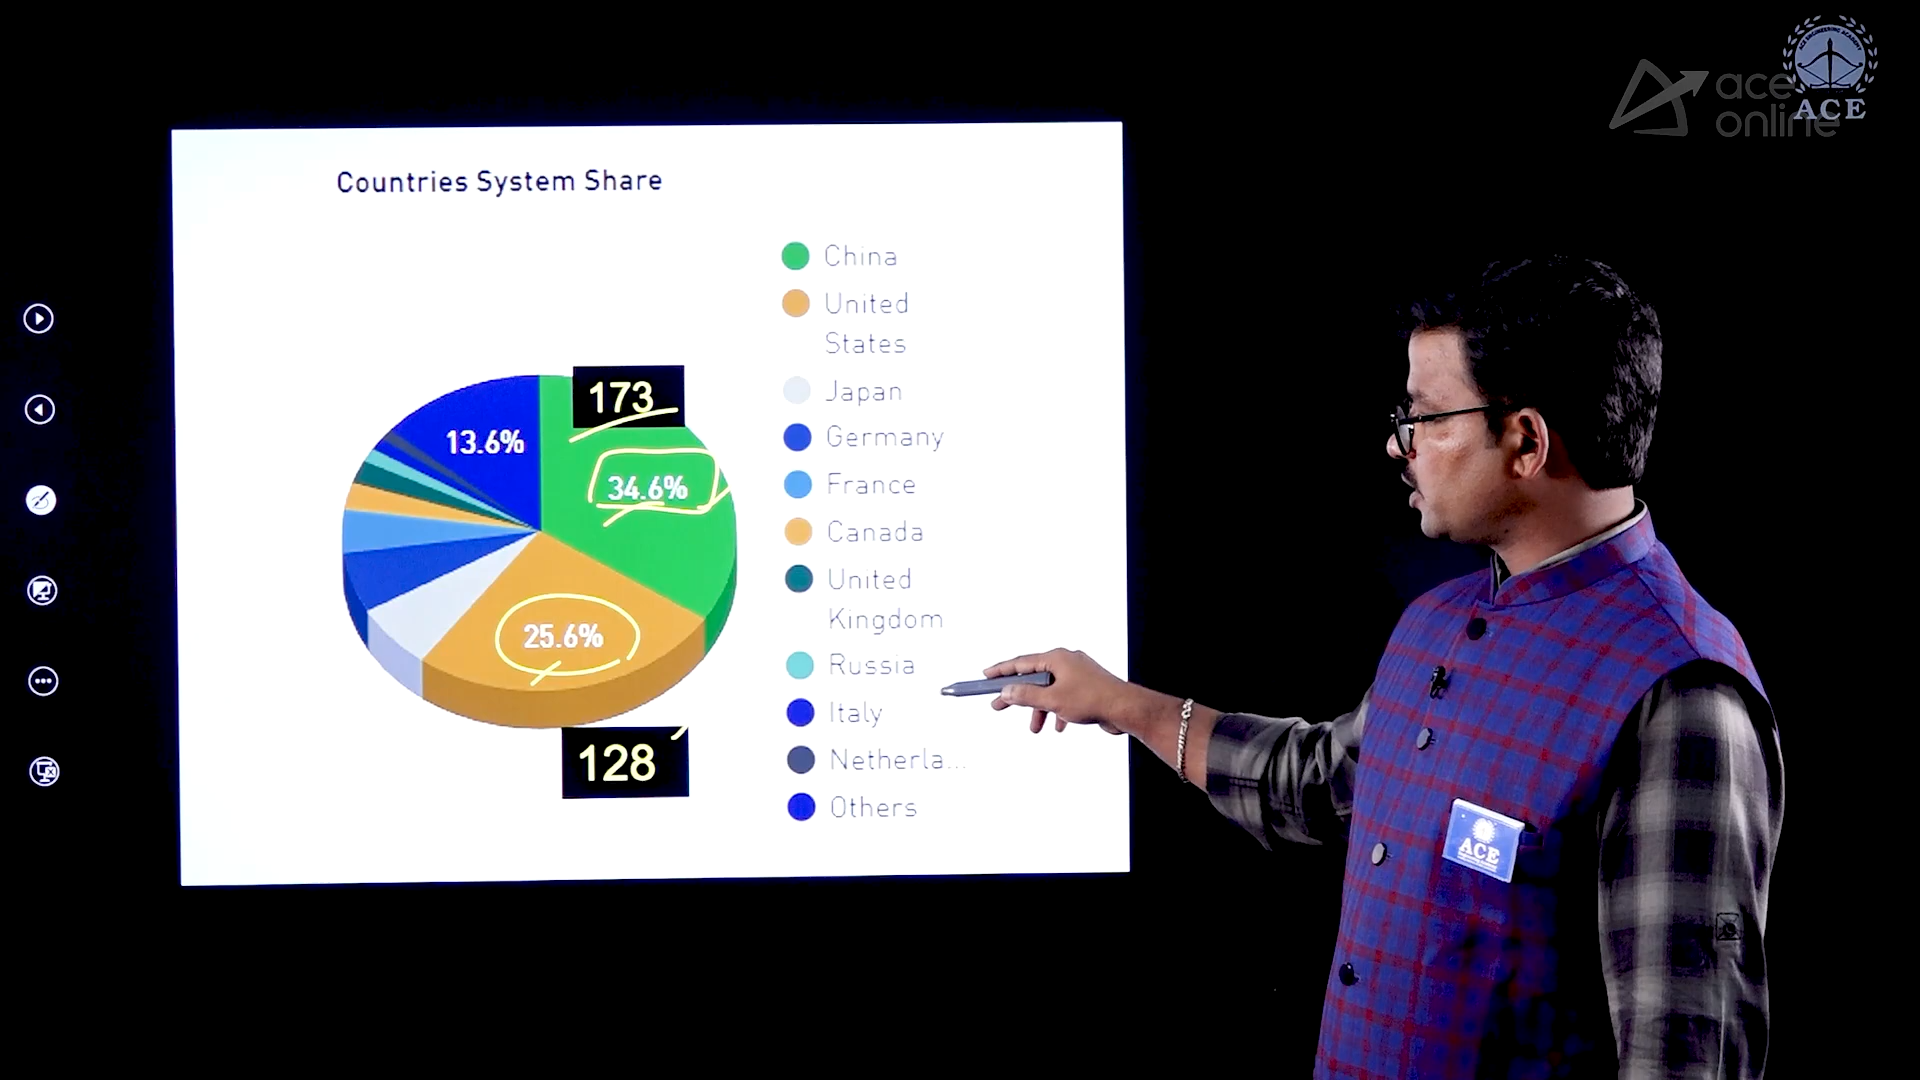 ace
online
ACE
Countries System Share
China
United
States
Japan
Germany
France
Canada
United
Kingdom
Russia
Italy
Netherla...
Others
173
13.6%
34.6%
25.6%
128
ACE